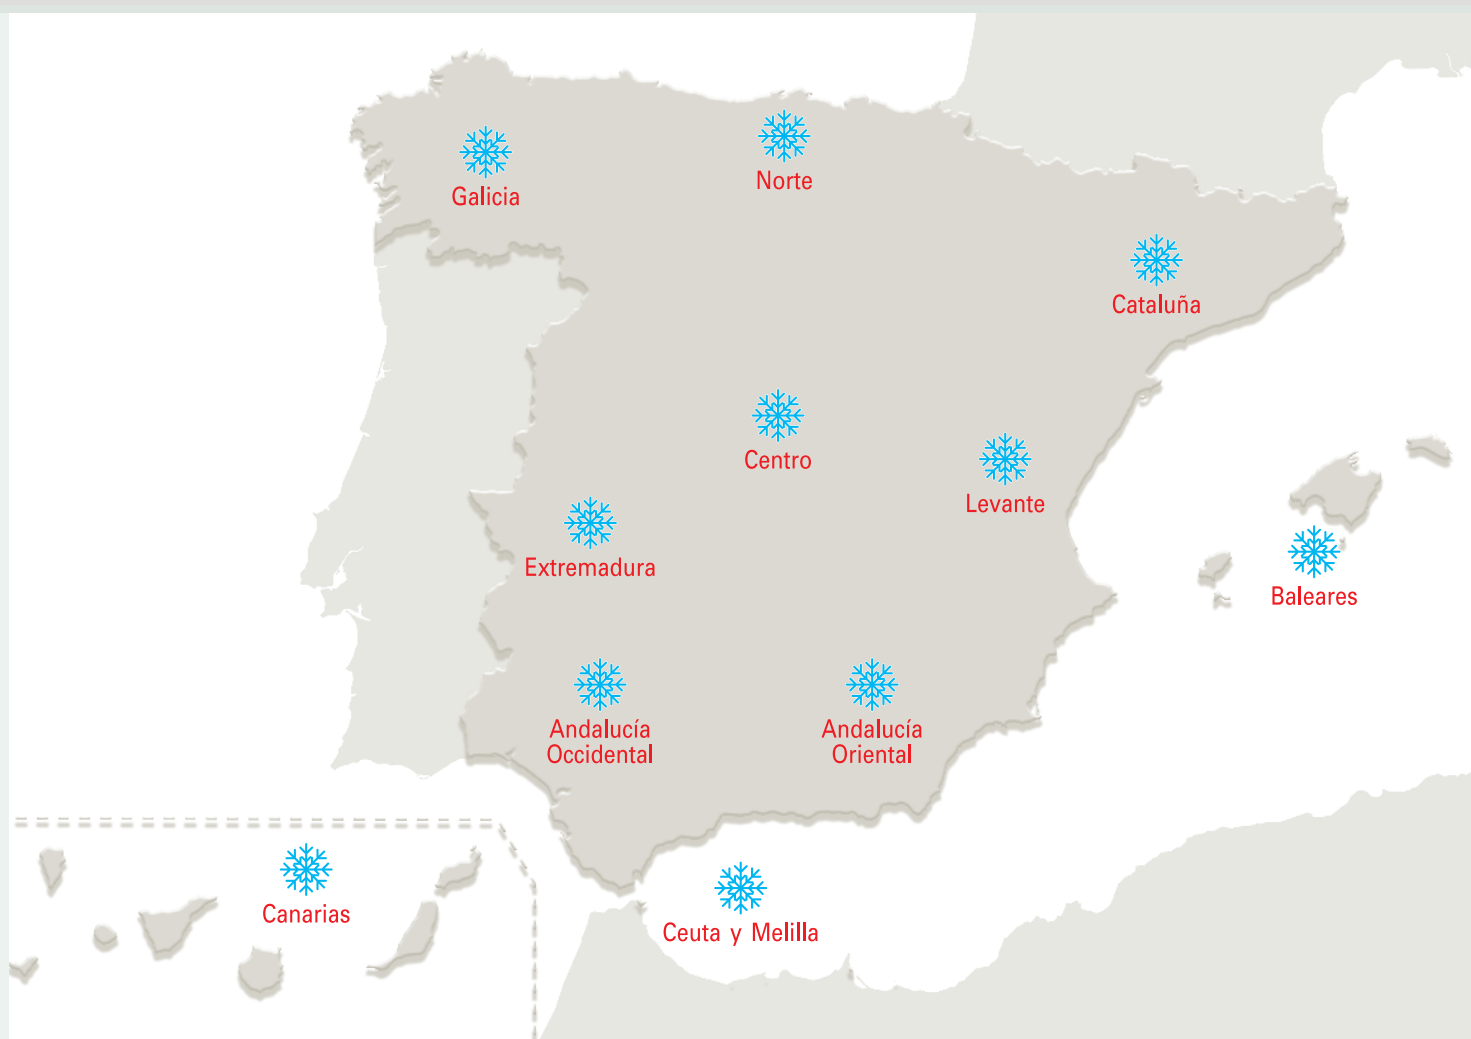 Galicia
Norte
Cataluña
Centro
Levante
Extremadura
Baleares
Andalucía
Occidental
Andalucía
Oriental
Canarias
Ceuta y Melilla